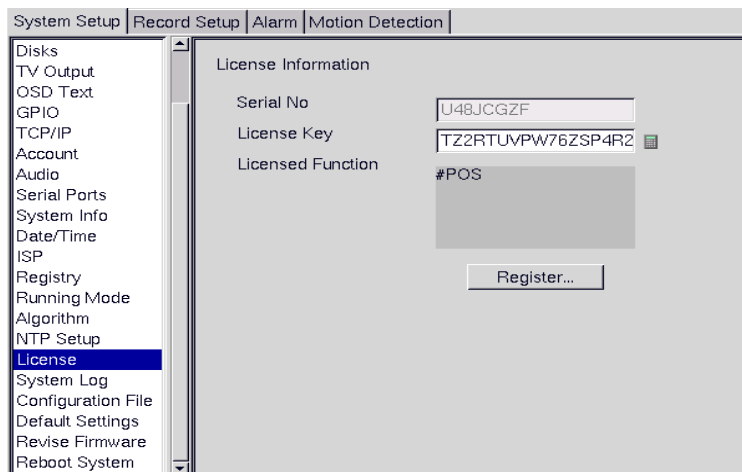 System Setup
Record Setup
Alarm
Motion Detection
Disks
TV Output
OSD Text
GPIO
TCP/IP
Account
Audio
Serial Ports
System Info
Date/Time
ISP
Registry
Running Mode
Algorithm
NTP Setup
License
System Log
Configuration File
Default Settings
Revise Firmware
Reboot System
License Information
Serial No
U48JCGZF
License Key
TZ2RTUVPW76ZSP4R2
Licensed Function
#POS
Register...